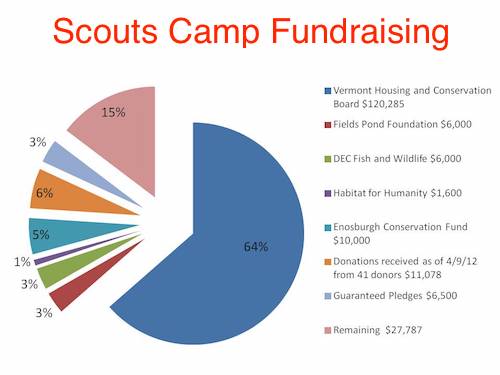 Scouts Camp Fundraising
15%
3%
6%
5%
1%
3%
3%
64%
Vermont Housing and Conservation
Board $120,285
Fields Pond Foundation $6,000
DEC Fish and Wildlife $6,000
Habitat for Humanity $1,600
Enosburgh Conservation Fund
$10,000
Donations received as of 4/9/12
from 41 donors $11,078
Guaranteed Pledges $6,500
Remaining $27,787